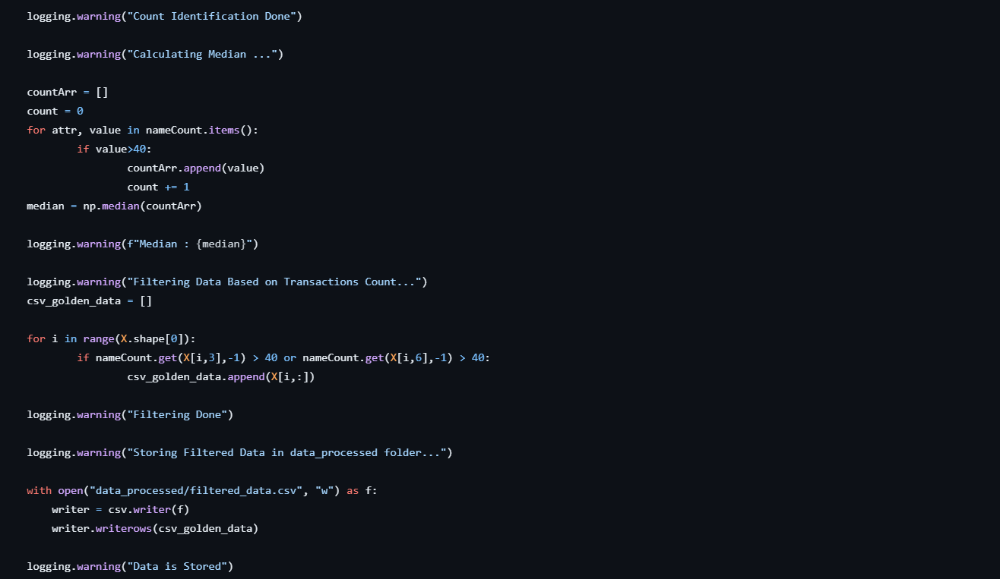 logging.warning("Count Identification Done")
logging.warning("Calculating Median ...")
countArr = []
count = 0
for attr, value in nameCount.items():
        if value>40:
                countArr.append(value)
                count += 1
median = np.median(countArr)
logging.warning(f"Median : {median}")
logging.warning("Filtering Data Based on Transactions Count...")
csv_golden_data = []
for i in range(X.shape[0]):
        if nameCount.get(X[i,3],-1) > 40 or nameCount.get(X[i,6],-1) > 40:
                csv_golden_data.append(X[i,:])
logging.warning("Filtering Done")
logging.warning("Storing Filtered Data in data_processed folder...")
with open("data_processed/filtered_data.csv", "w") as f:
    writer = csv.writer(f)
    writer.writerows(csv_golden_data)
logging.warning("Data is Stored")